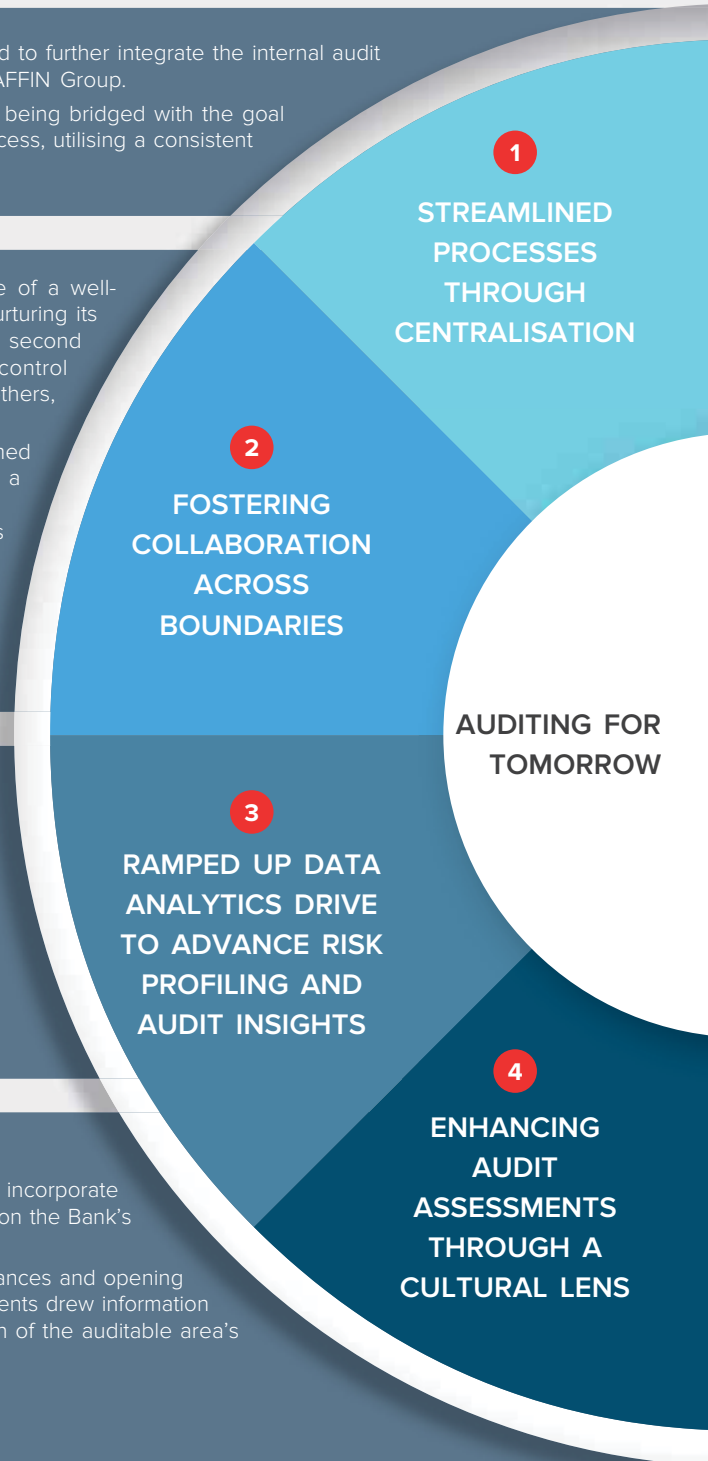 d to further integrate the internal audit
AFFIN Group.
being bridged with the goal
cess, utilising a consistent
1
STREAMLINED
PROCESSES
THROUGH
CENTRALISATION
e of a well-
urturing its
second
control
thers,
ned
a
s
2
FOSTERING
COLLABORATION
ACROSS
BOUNDARIES
AUDITING FOR
TOMORROW
3
RAMPED UP DATA
ANALYTICS DRIVE
TO ADVANCE RISK
PROFILING AND
AUDIT INSIGHTS
4
ENHANCING
AUDIT
ASSESSMENTS
THROUGH A
CULTURAL LENS
incorporate
on the Bank's
ances and opening
ents drew information
n of the auditable area's